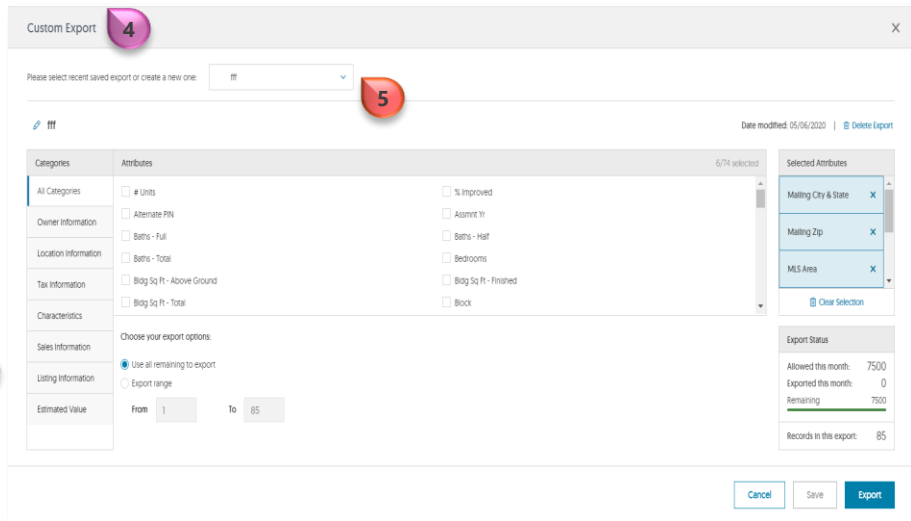 Custom Export
4
X
Please select recent saved export or create a new one:
fff
5
fff
Date modified: 05/06/2020 | Delete Export
Categories
Attributes
6/74 selected
Selected Attributes
All Categories
Owner Information
Location Information
Tax Information
Characteristics
Sales Information
Listing Information
Estimated Value
# Units
% Improved
Alternate PIN
Assmnt Yr
Baths - Full
Baths - Half
Baths - Total
Bedrooms
Bldg Sq Ft - Above Ground
Bldg Sq Ft - Finished
Bldg Sq Ft - Total
Block
Mailing City & State X
Mailing Zip X
MLS Area X
Clear Selection
Choose your export options:
Use all remaining to export
Export range
From 1 To 85
Export Status
Allowed this month: 7500
Exported this month: 0
Remaining 7500
Records in this export: 85
Cancel
Save
Export